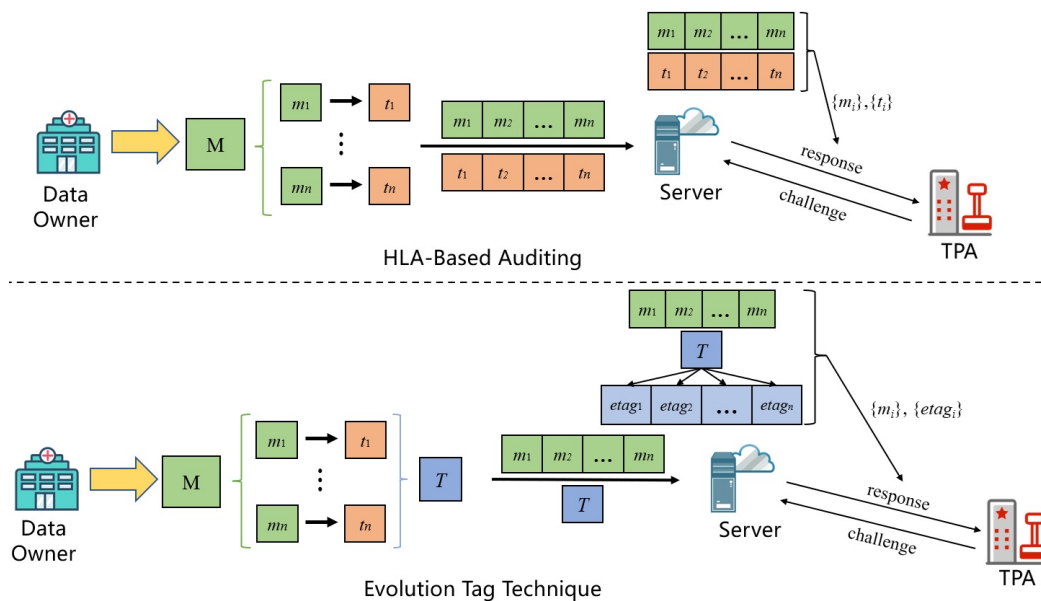 m1 m2 ... mn
t1 t2 ... tn
{mi},{ti}
m1 t1
M
⋮
mn tn
m1 m2 ... mn
t1 t2 ... tn
Data
Owner
Server
response
challenge
TPA
HLA-Based Auditing
m1 m2 ... mn
T
etag1 etag2 ... etagn
{mi}, {etagi}
m1 t1
M
⋮
mn tn
T
m1 m2 ... mn
T
Data
Owner
Server
response
challenge
TPA
Evolution Tag Technique